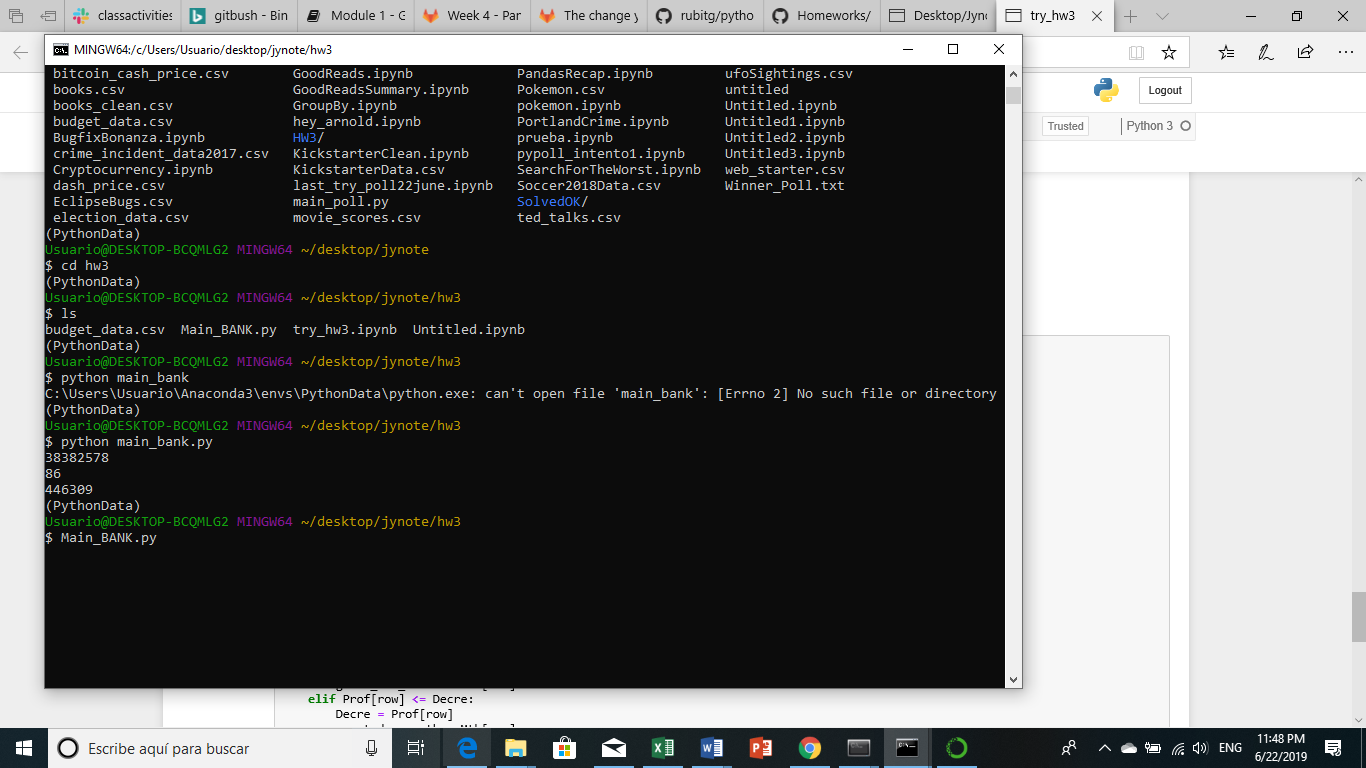 classactivities
gitbush - Bin
Module 1 - G
Week 4 - Pan
The change y
rubitg/pytho
Homeworks/
Desktop/Jyno
try_hw3
MINGW64:/c/Users/Usuario/desktop/jynote/hw3
Logout
Trusted
Python 3
bitcoin_cash_price.csv GoodReads.ipynb PandasRecap.ipynb ufoSightings.csv
books.csv GoodReadsSummary.ipynb Pokemon.csv untitled
books_clean.csv GroupBy.ipynb pokemon.ipynb Untitled.ipynb
budget_data.csv hey_arnold.ipynb PortlandCrime.ipynb Untitled1.ipynb
BugfixBonanza.ipynb HW3/ prueba.ipynb Untitled2.ipynb
crime_incident_data2017.csv KickstarterClean.ipynb pypoll_intento1.ipynb Untitled3.ipynb
Cryptocurrency.ipynb KickstarterData.csv SearchForTheWorst.ipynb web_starter.csv
dash_price.csv last_try_poll22june.ipynb Soccer2018Data.csv Winner_Poll.txt
EclipseBugs.csv main_poll.py SolvedOK/
election_data.csv movie_scores.csv ted_talks.csv
(PythonData)
Usuario@DESKTOP-BCQMLG2 MINGW64 ~/desktop/jynote
$ cd hw3
(PythonData)
Usuario@DESKTOP-BCQMLG2 MINGW64 ~/desktop/jynote/hw3
$ ls
budget_data.csv Main_BANK.py try_hw3.ipynb Untitled.ipynb
(PythonData)
Usuario@DESKTOP-BCQMLG2 MINGW64 ~/desktop/jynote/hw3
$ python main_bank
C:\Users\Usuario\Anaconda3\envs\PythonData\python.exe: can't open file 'main_bank': [Errno 2] No such file or directory
(PythonData)
Usuario@DESKTOP-BCQMLG2 MINGW64 ~/desktop/jynote/hw3
$ python main_bank.py
38382578
86
446309
(PythonData)
Usuario@DESKTOP-BCQMLG2 MINGW64 ~/desktop/jynote/hw3
$ Main_BANK.py
elif Prof[row] <= Decre:
Decre = Prof[row]
Escribe aquí para buscar
ENG
11:48 PM
6/22/2019